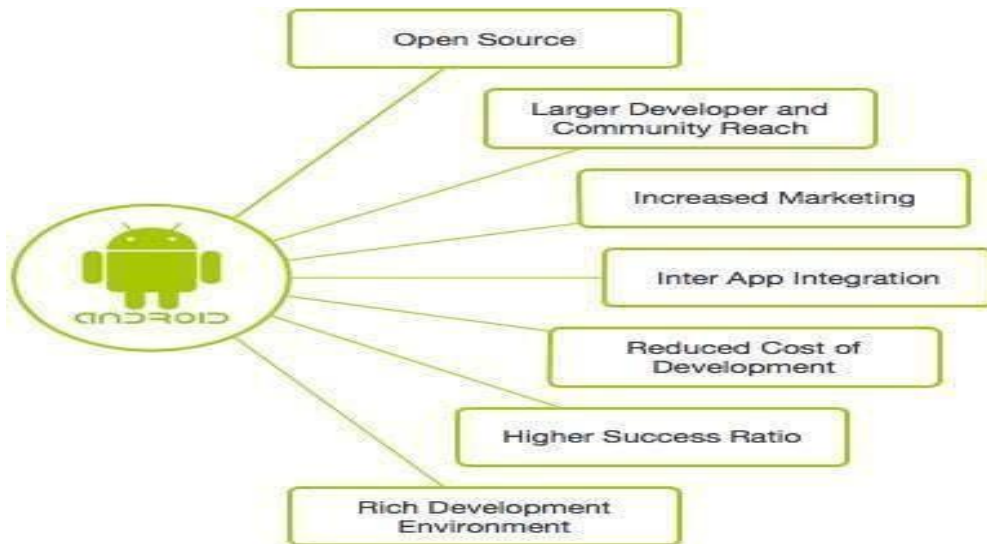 Open Source
Larger Developer and
Community Reach
Increased Marketing
Inter App Integration
Reduced Cost of
Development
Higher Success Ratio
Rich Development
Environment
ANDROID